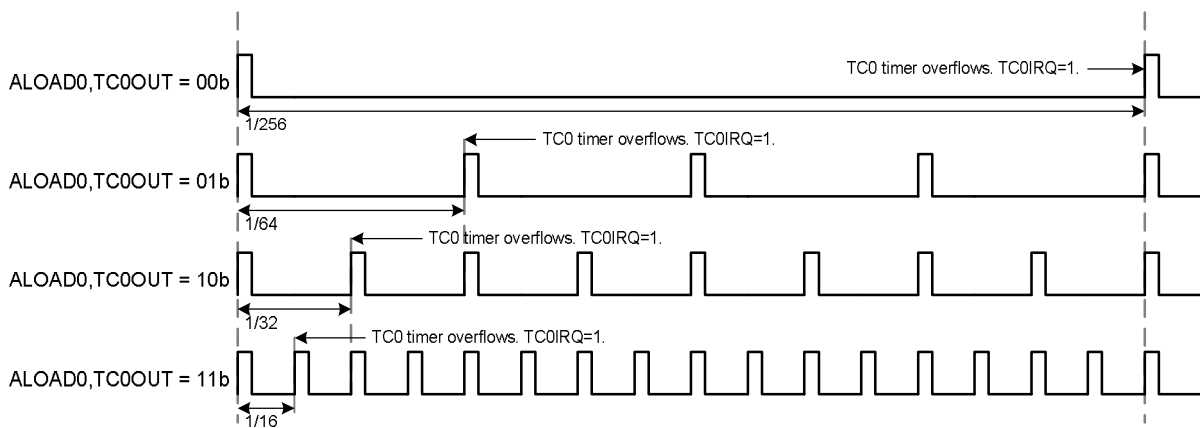 TC0 timer overflows. TC0IRQ=1.
ALOAD0,TC0OUT = 00b
1/256
TC0 timer overflows. TC0IRQ=1.
ALOAD0,TC0OUT = 01b
1/64
TC0 timer overflows. TC0IRQ=1.
ALOAD0,TC0OUT = 10b
1/32
TC0 timer overflows. TC0IRQ=1.
ALOAD0,TC0OUT = 11b
1/16